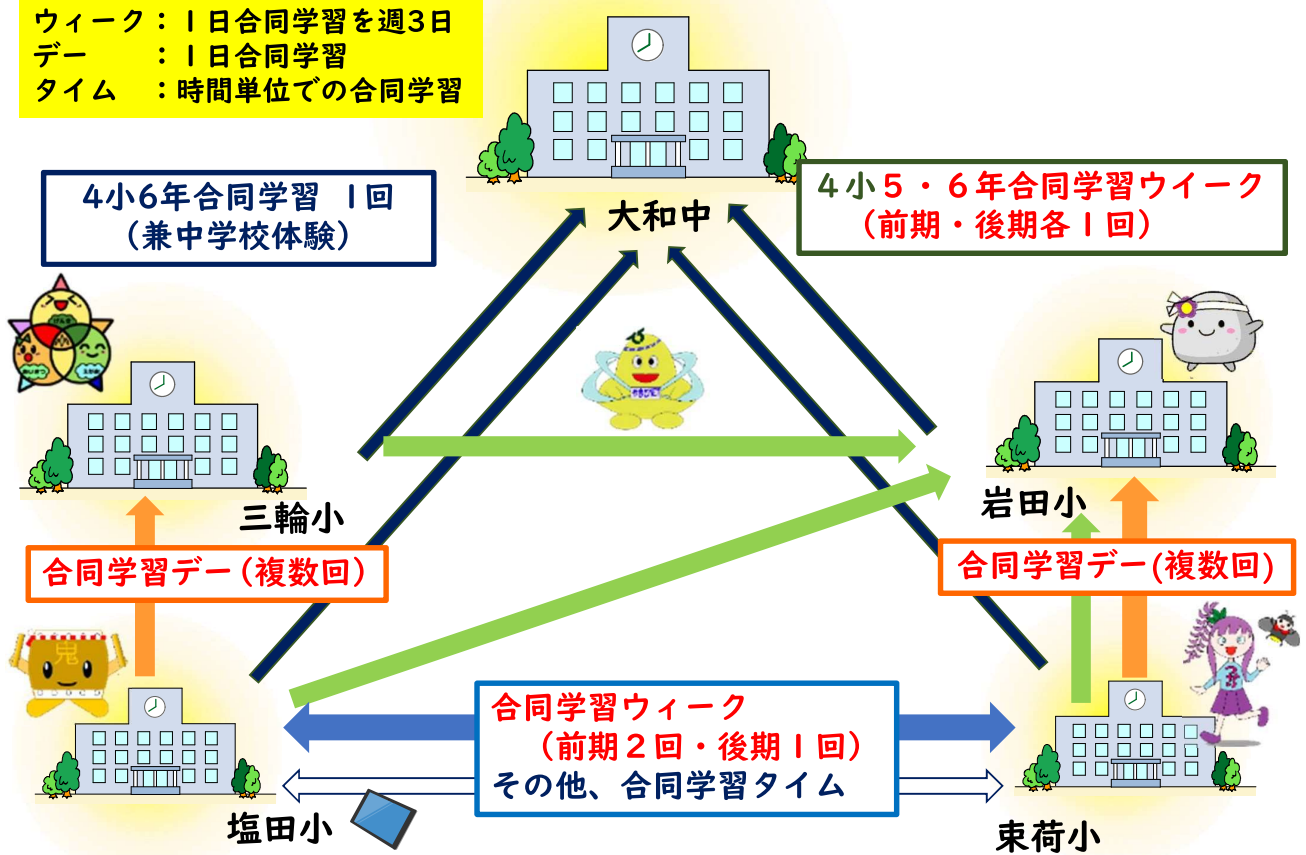 ウィーク：１日合同学習を週3日
デー　　：１日合同学習
タイム　：時間単位での合同学習
4小6年合同学習　１回
（兼中学校体験）
大和中
４小５・６年合同学習ウイーク
（前期・後期各１回）
三輪小
岩田小
合同学習デー（複数回）
合同学習デー(複数回)
鬼
合同学習ウィーク
（前期２回・後期１回）
その他、合同学習タイム
塩田小
束荷小